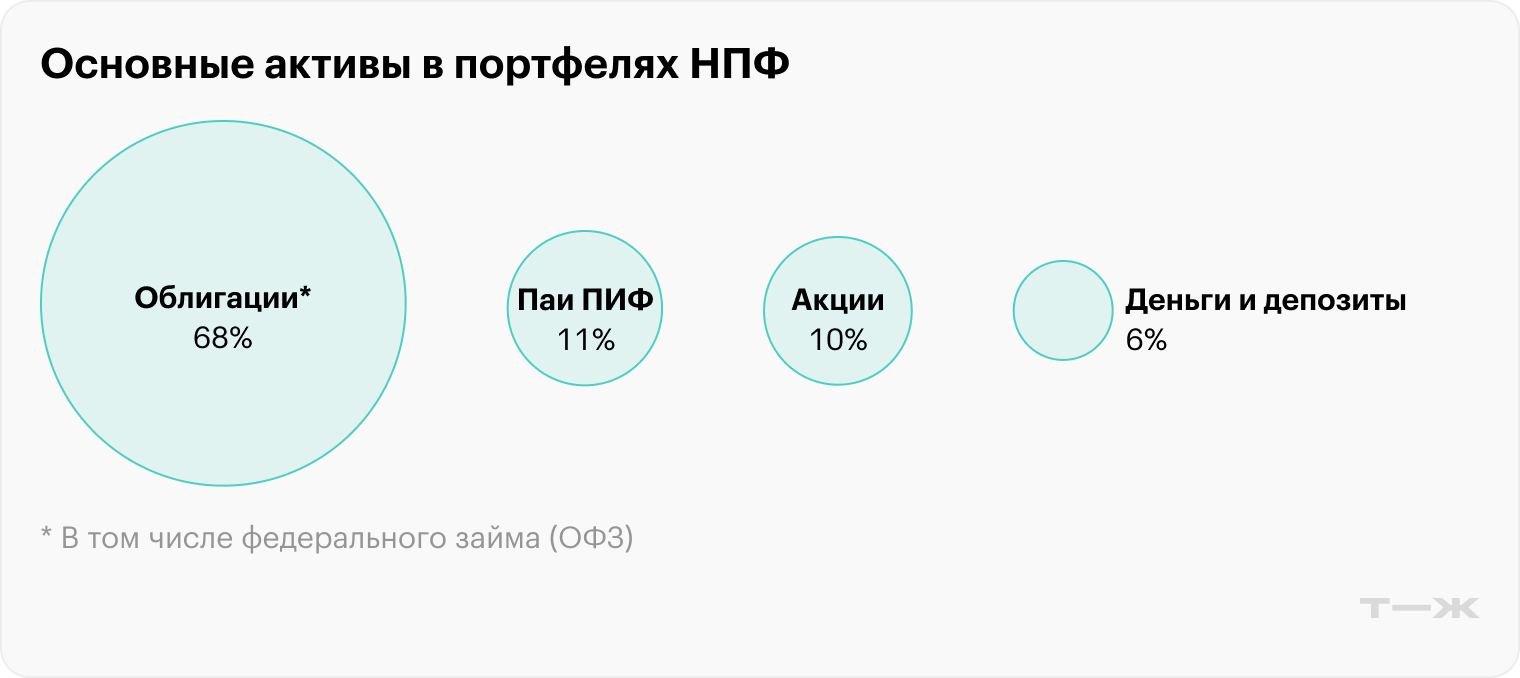 Основные активы в портфелях НПФ
Облигации*
68%
Паи ПИФ
11%
Акции
10%
Деньги и депозиты
6%
* В том числе федерального займа (ОФЗ)
Т—Ж